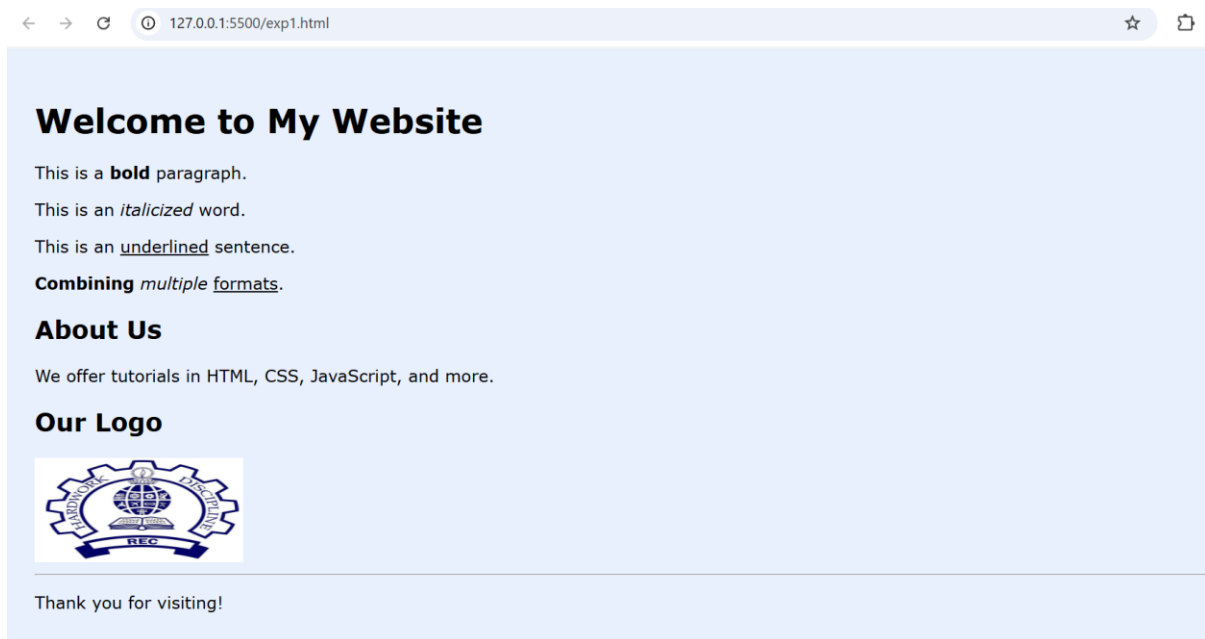 127.0.0.1:5500/exp1.html
Welcome to My Website
This is a bold paragraph.
This is an italicized word.
This is an underlined sentence.
Combining multiple formats.
About Us
We offer tutorials in HTML, CSS, JavaScript, and more.
Our Logo
HARDWORK
DISCIPLINE
REC
Thank you for visiting!